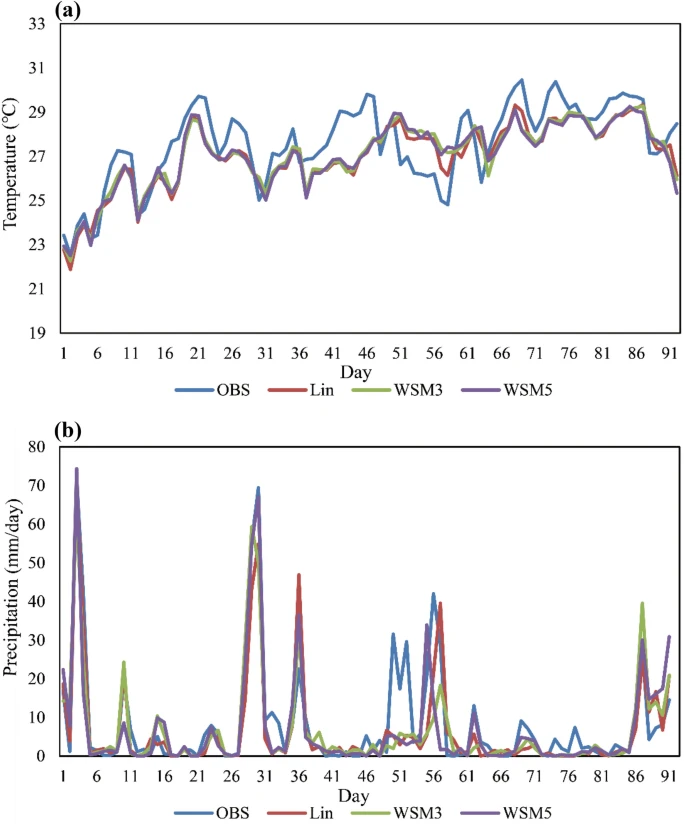 (a)
Temperature (℃)
33
31
29
27
25
23
21
19
1 6 11 16 21 26 31 36 41 46 51 56 61 66 71 76 81 86 91
Day
OBS Lin WSM3 WSM5
(b)
Precipitation (mm/day)
80
70
60
50
40
30
20
10
0
1 6 11 16 21 26 31 36 41 46 51 56 61 66 71 76 81 86 91
Day
OBS Lin WSM3 WSM5